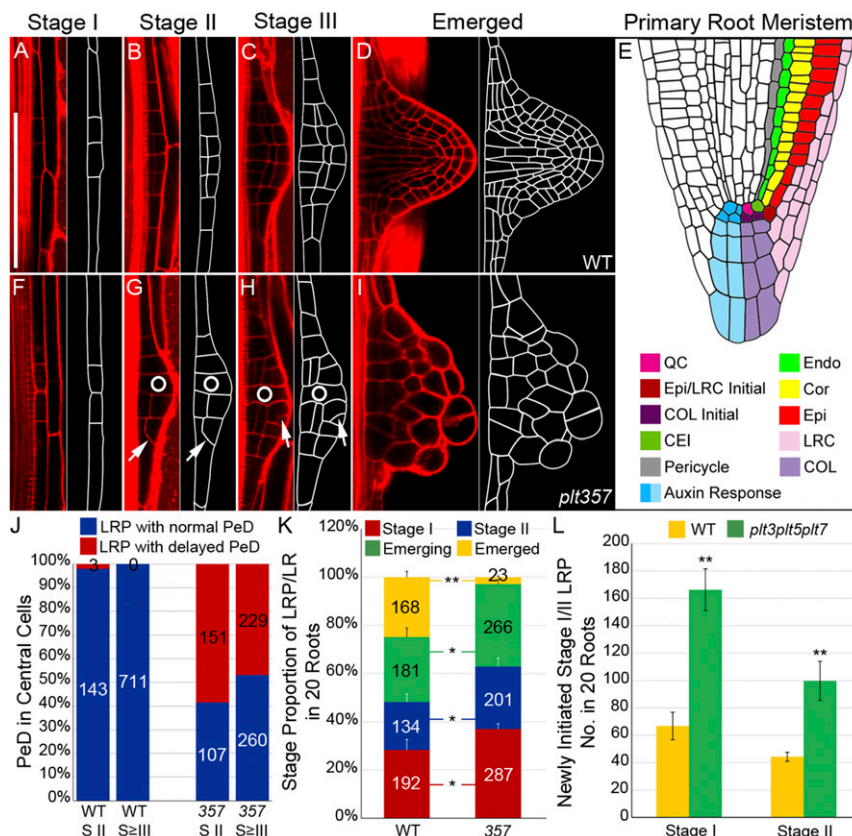 Stage I Stage II Stage III Emerged Primary Root Meristem
A B C D E
WT
F G H I
plt357
QC Endo
Epi/LRC Initial Cor
COL Initial Epi
CEI LRC
Pericycle COL
Auxin Response
J
LRP with normal PeD
LRP with delayed PeD
PeD in Central Cells
100%
90%
80%
70%
60%
50%
40%
30%
20%
10%
0%
3 0
143 711 151 229
107 260
WT WT 357 357
S II S≥III S II S≥III
K
Stage I Stage II
Emerging Emerged
Stage Proportion of LRP/LR
in 20 Roots
120%
100%
80%
60%
40%
20%
0%
168 ** 23
181 * 266
134 * 201
192 * 287
WT 357
L
WT plt3plt5plt7
Newly Initiated Stage I/II LRP
No. in 20 Roots
200
180
160
140
120
100
80
60
40
20
0
** **
Stage I Stage II